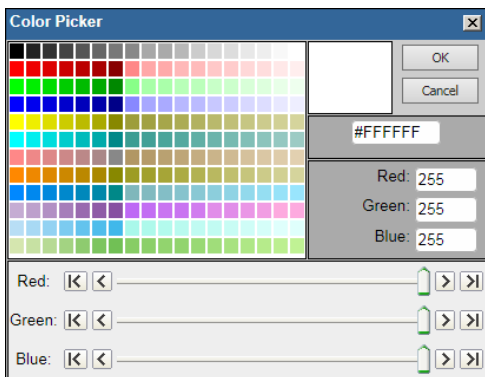 Color Picker
OK
Cancel
#FFFFFF
Red: 255
Green: 255
Blue: 255
Red:
Green:
Blue: